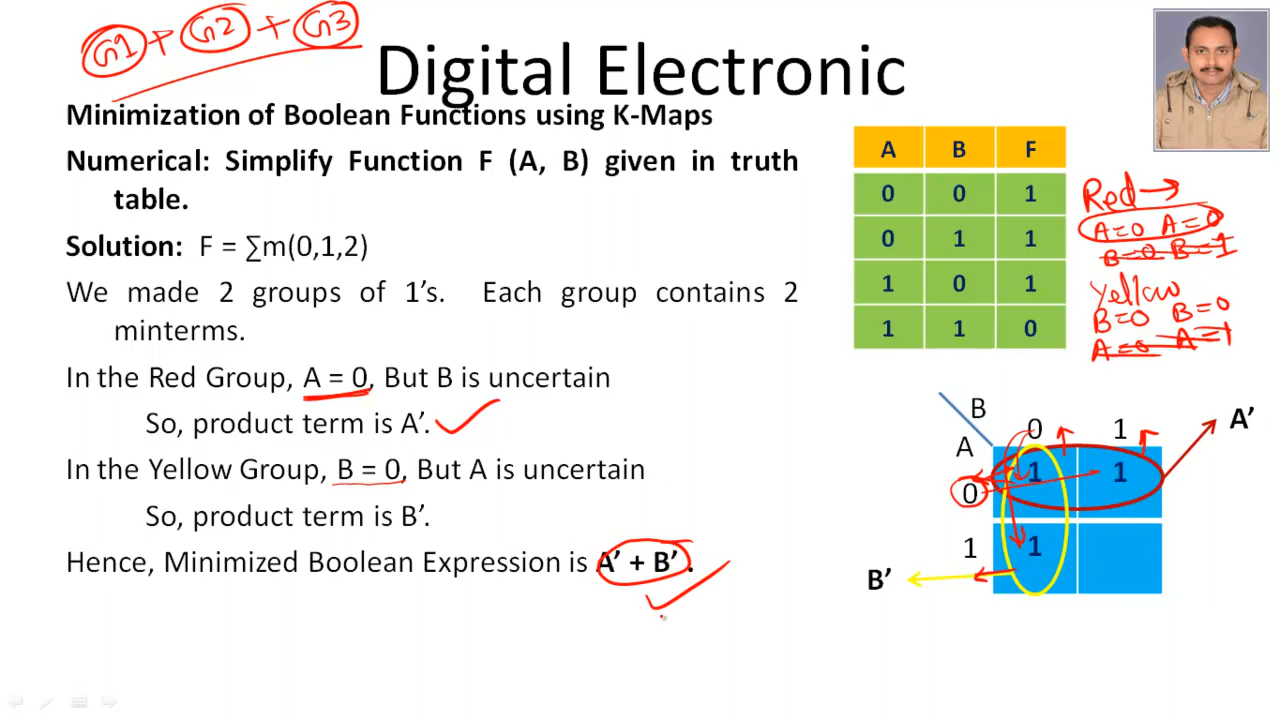 G1 + G2 + G3
Digital Electronic
Minimization of Boolean Functions using K-Maps
Numerical: Simplify Function F (A, B) given in truth
table.
Solution: F = ∑m(0,1,2)
We made 2 groups of 1's. Each group contains 2
minterms.
In the Red Group, A = 0, But B is uncertain
So, product term is A'.
In the Yellow Group, B = 0, But A is uncertain
So, product term is B'.
Hence, Minimized Boolean Expression is A' + B' .
A B F
0 0 1
0 1 1
1 0 1
1 1 0
Red →
A=0 A=0
B=0 B=1
Yellow
B=0 B=0
A=0 A=1
B
0 1
A
A'
0 1 1
1 1
B'